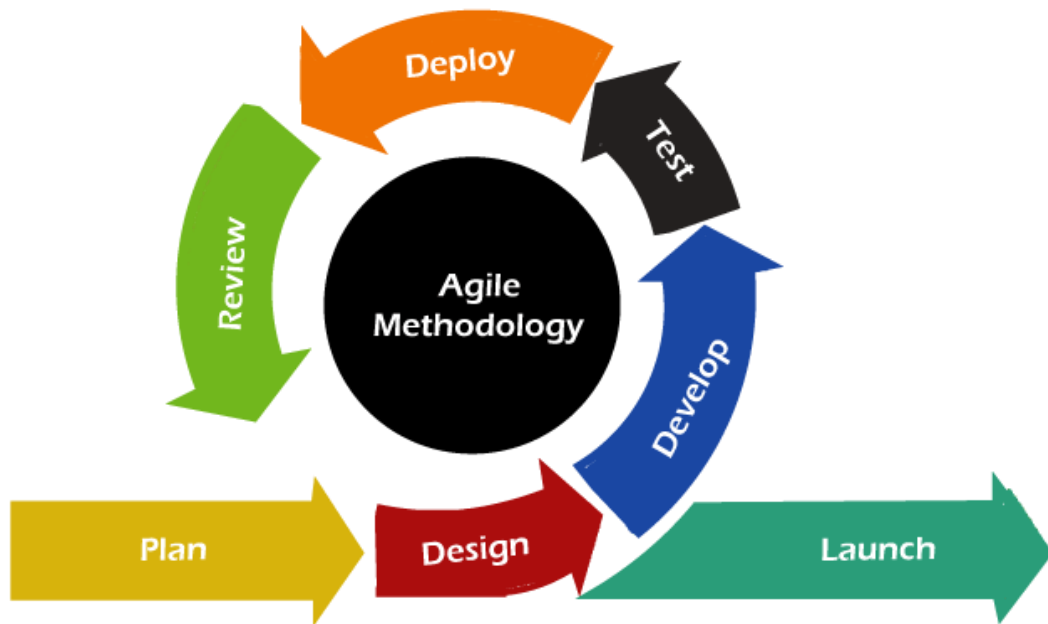 Deploy
Test
Review
Agile
Methodology
Develop
Plan
Design
Launch